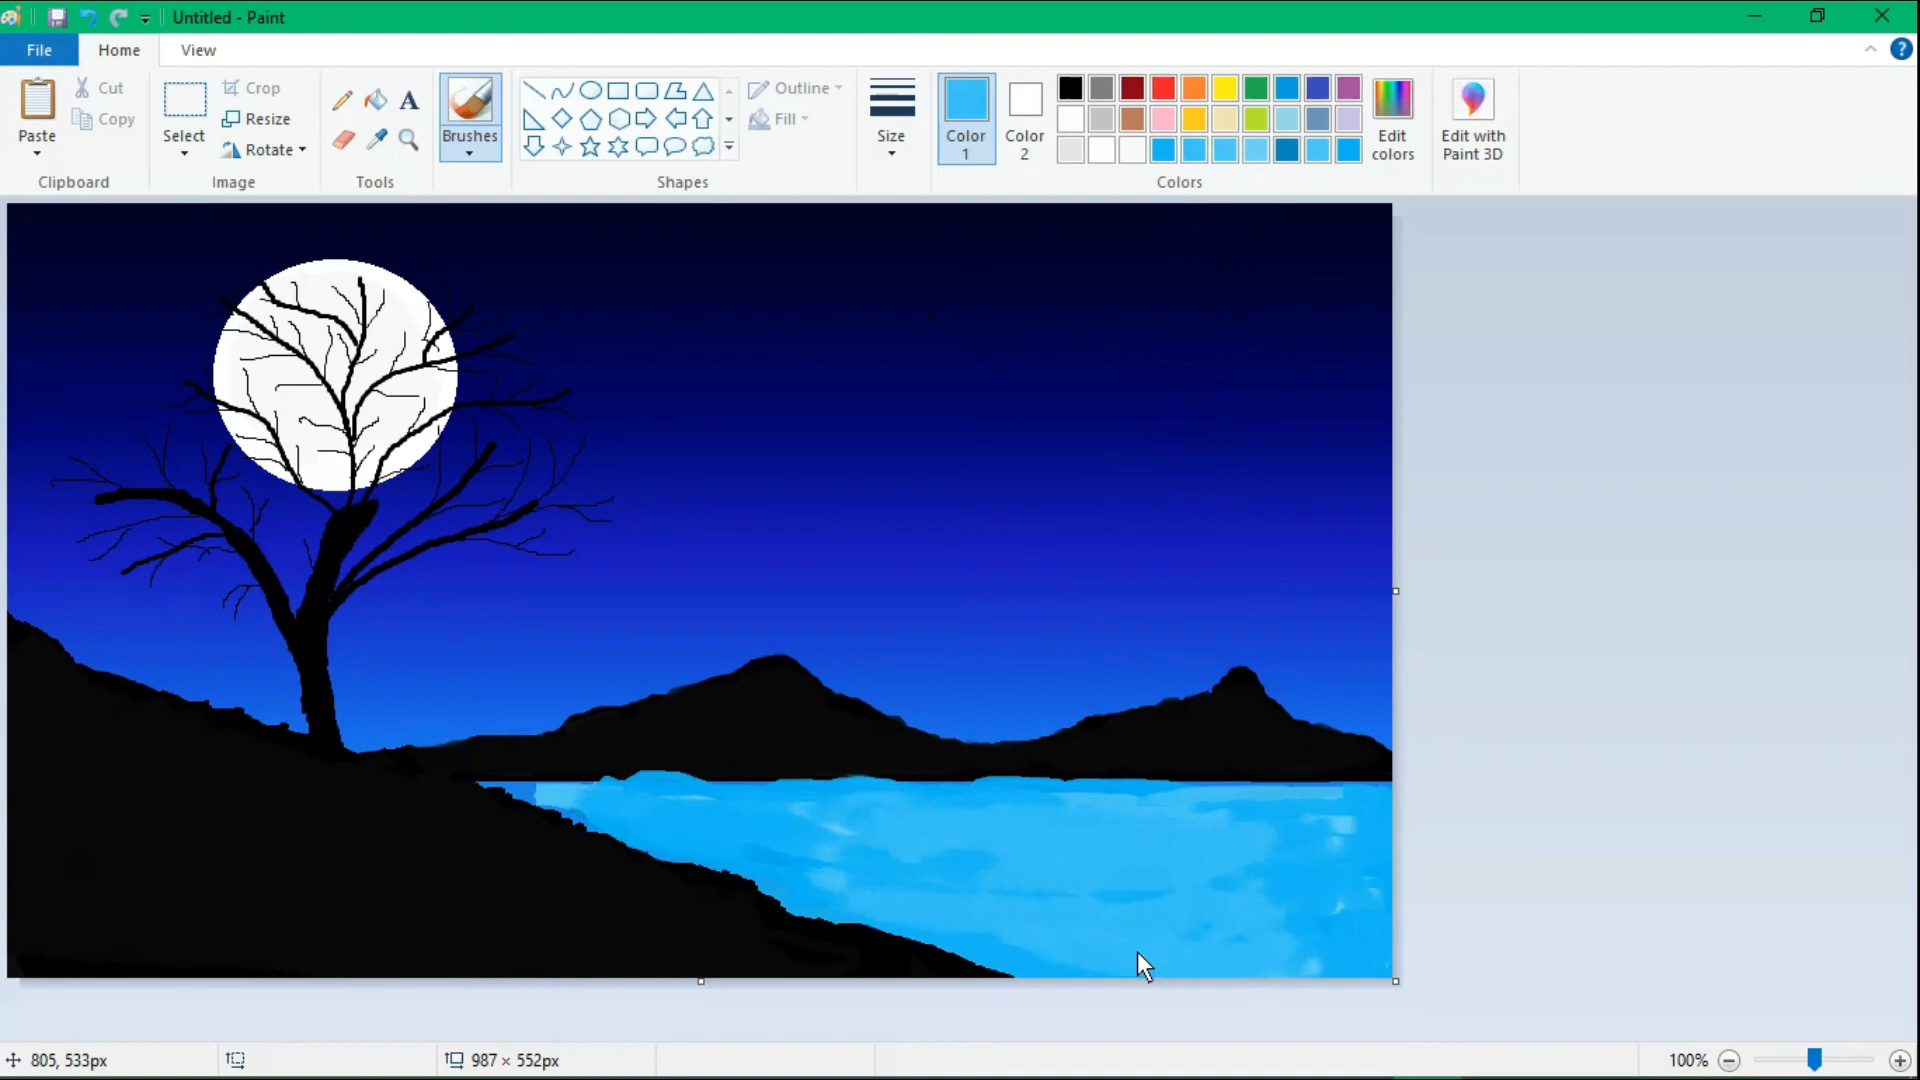 Untitled - Paint
File Home View
Paste
Cut
Copy
Clipboard
Select
Crop
Resize
Rotate
Image
A
Tools
Brushes
Outline
Fill
Shapes
Size
Color
1
Color
2
Edit
colors
Colors
Edit with
Paint 3D
?
805, 533px
987 × 552px
100%